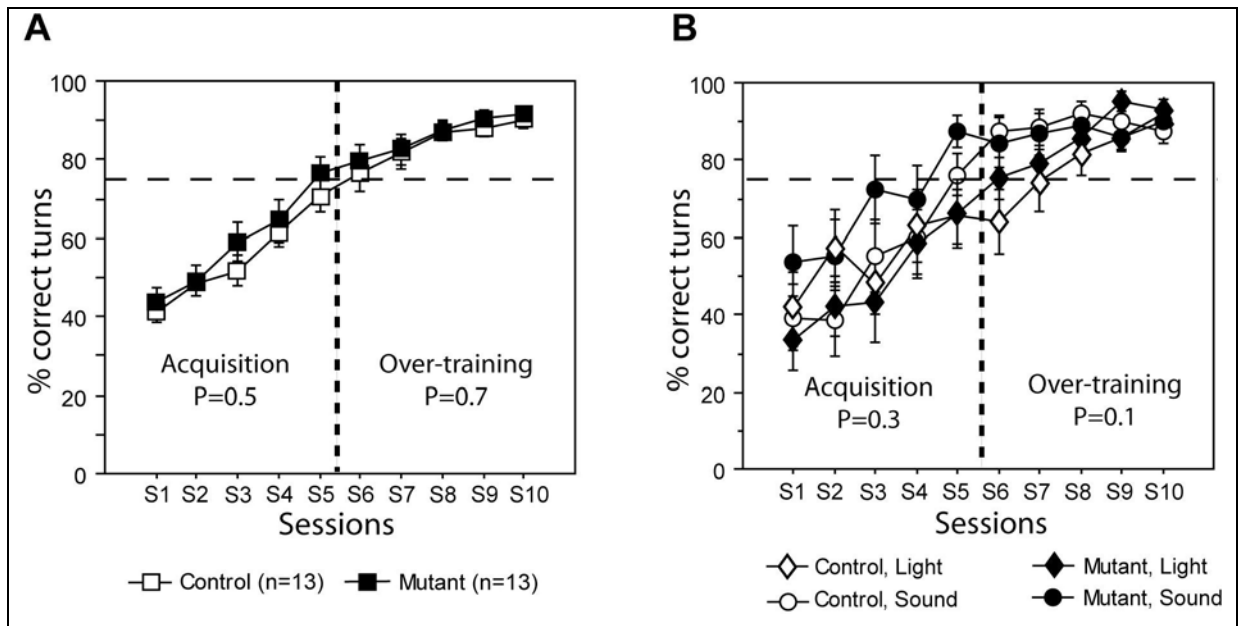 A
100
80
60
40
20
0
% correct turns
Acquisition
P=0.5
Over-training
P=0.7
S1 S2 S3 S4 S5 S6 S7 S8 S9 S10
Sessions
Control (n=13) Mutant (n=13)
B
100
80
60
40
20
0
% correct turns
Acquisition
P=0.3
Over-training
P=0.1
S1 S2 S3 S4 S5 S6 S7 S8 S9 S10
Sessions
Control, Light Mutant, Light
Control, Sound Mutant, Sound